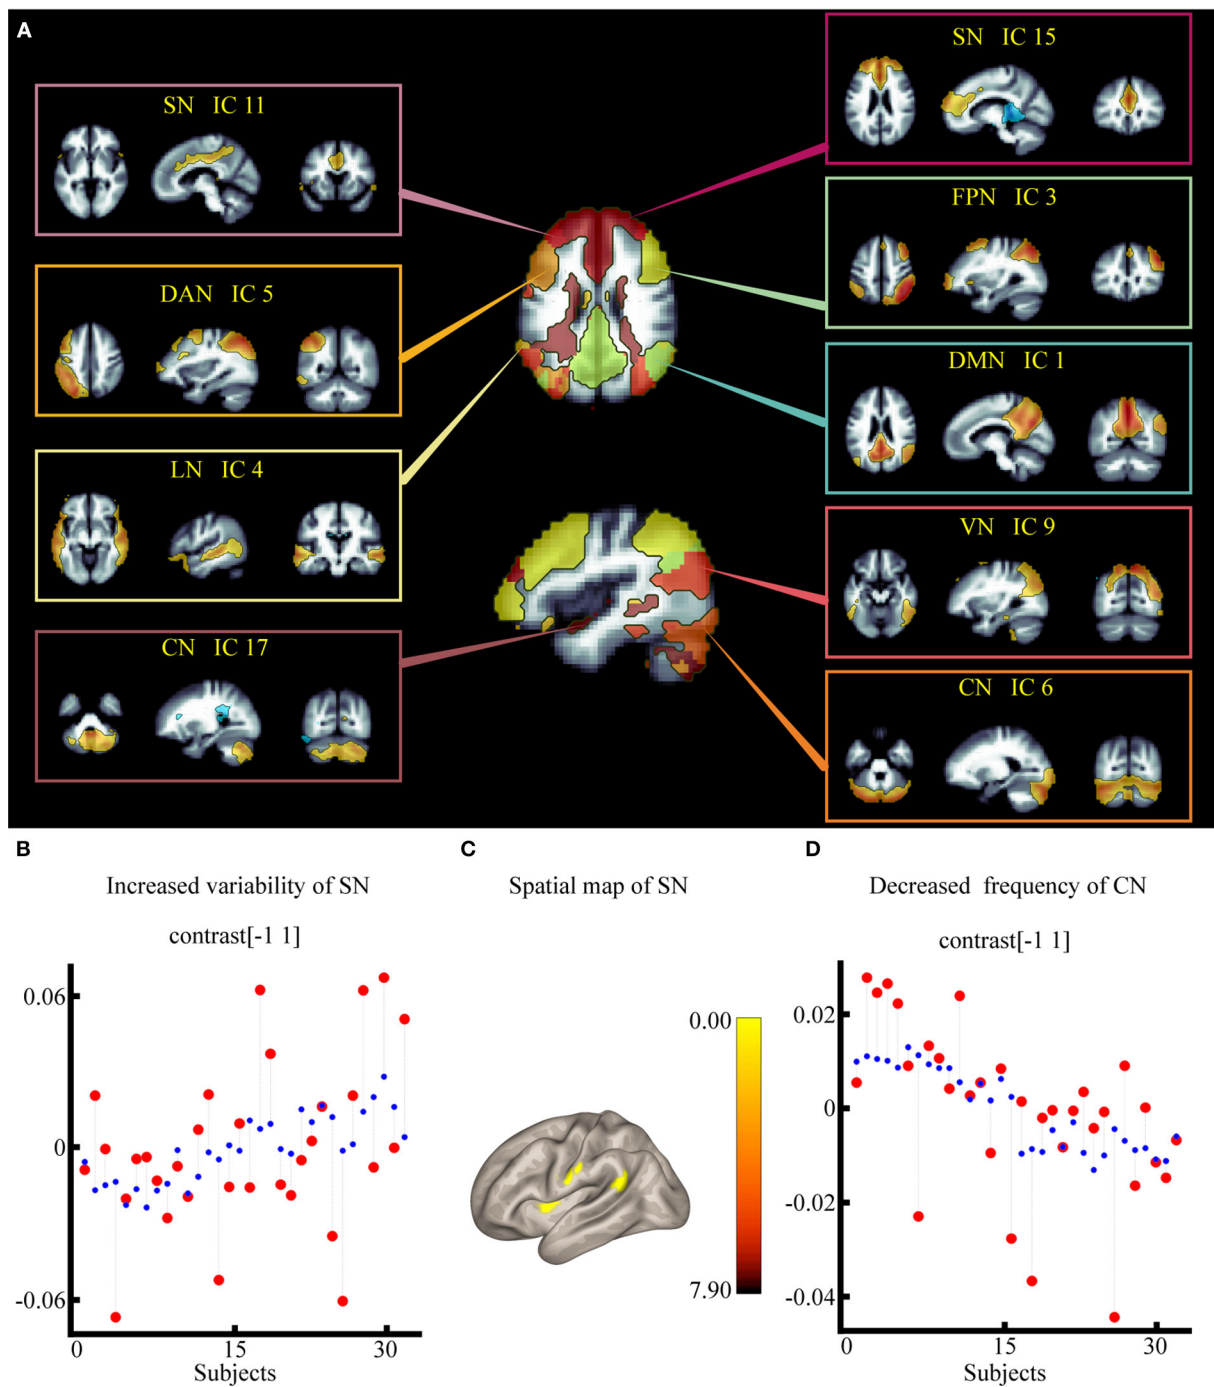 A
SN IC 11
DAN IC 5
LN IC 4
CN IC 17
SN IC 15
FPN IC 3
DMN IC 1
VN IC 9
CN IC 6
B
Increased variability of SN
contrast[-1 1]
0.06
0
-0.06
0 15 30
Subjects
C
Spatial map of SN
0.00
7.90
D
Decreased frequency of CN
contrast[-1 1]
0.02
0
-0.02
-0.04
0 15 30
Subjects